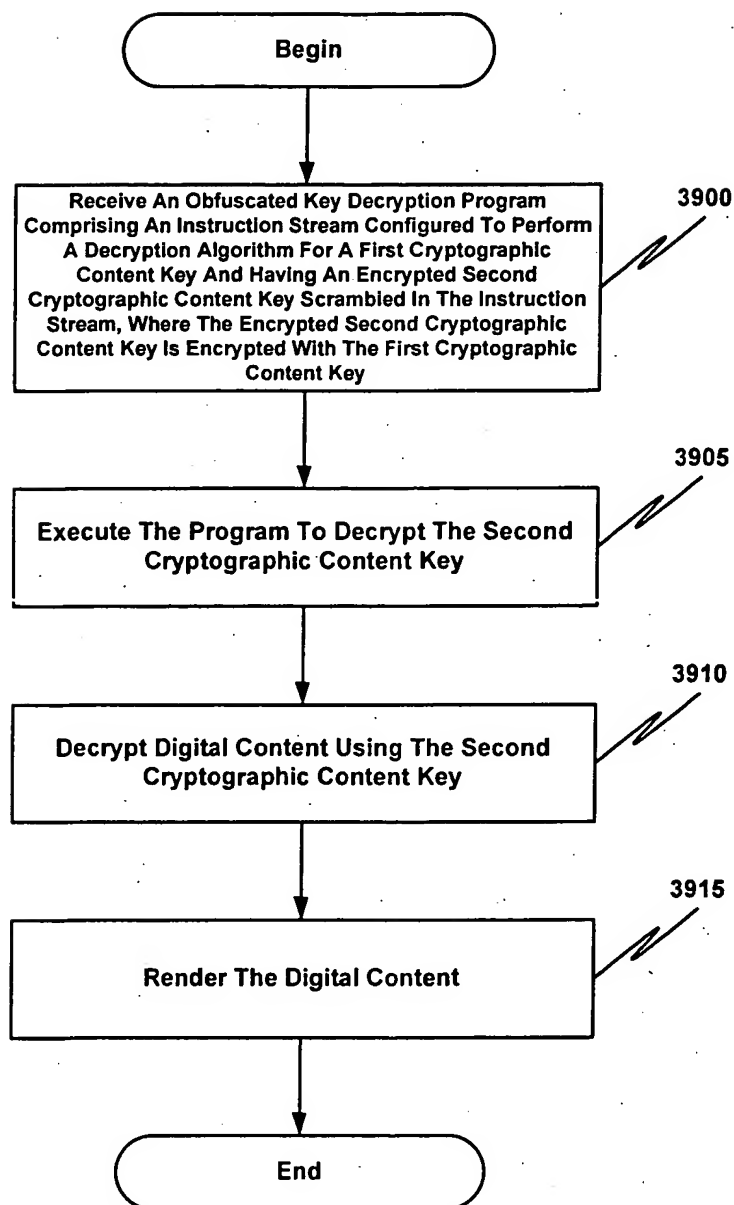 Begin
Receive An Obfuscated Key Decryption Program
Comprising An Instruction Stream Configured To Perform
A Decryption Algorithm For A First Cryptographic
Content Key And Having An Encrypted Second
Cryptographic Content Key Scrambled In The Instruction
Stream, Where The Encrypted Second Cryptographic
Content Key Is Encrypted With The First Cryptographic
Content Key
3900
Execute The Program To Decrypt The Second
Cryptographic Content Key
3905
Decrypt Digital Content Using The Second
Cryptographic Content Key
3910
Render The Digital Content
3915
End